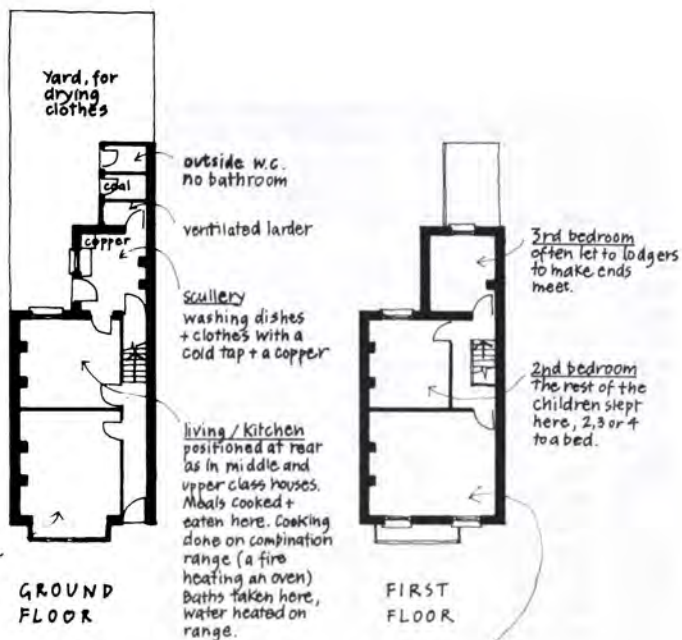 Yard, for
drying
clothes
outside w.c.
no bathroom
coal
ventilated larder
copper
scullery
washing dishes
+ clothes with a
cold tap + a copper
living / kitchen
positioned at rear
as in middle and
upper class houses.
Meals cooked +
eaten here. Cooking
done on combination
range (a fire
heating an oven)
Baths taken here,
water heated on
range.
GROUND
FLOOR
3rd bedroom
often let to lodgers
to make ends
meet.
2nd bedroom
The rest of the
children slept
here, 2,3 or 4
to a bed.
FIRST
FLOOR